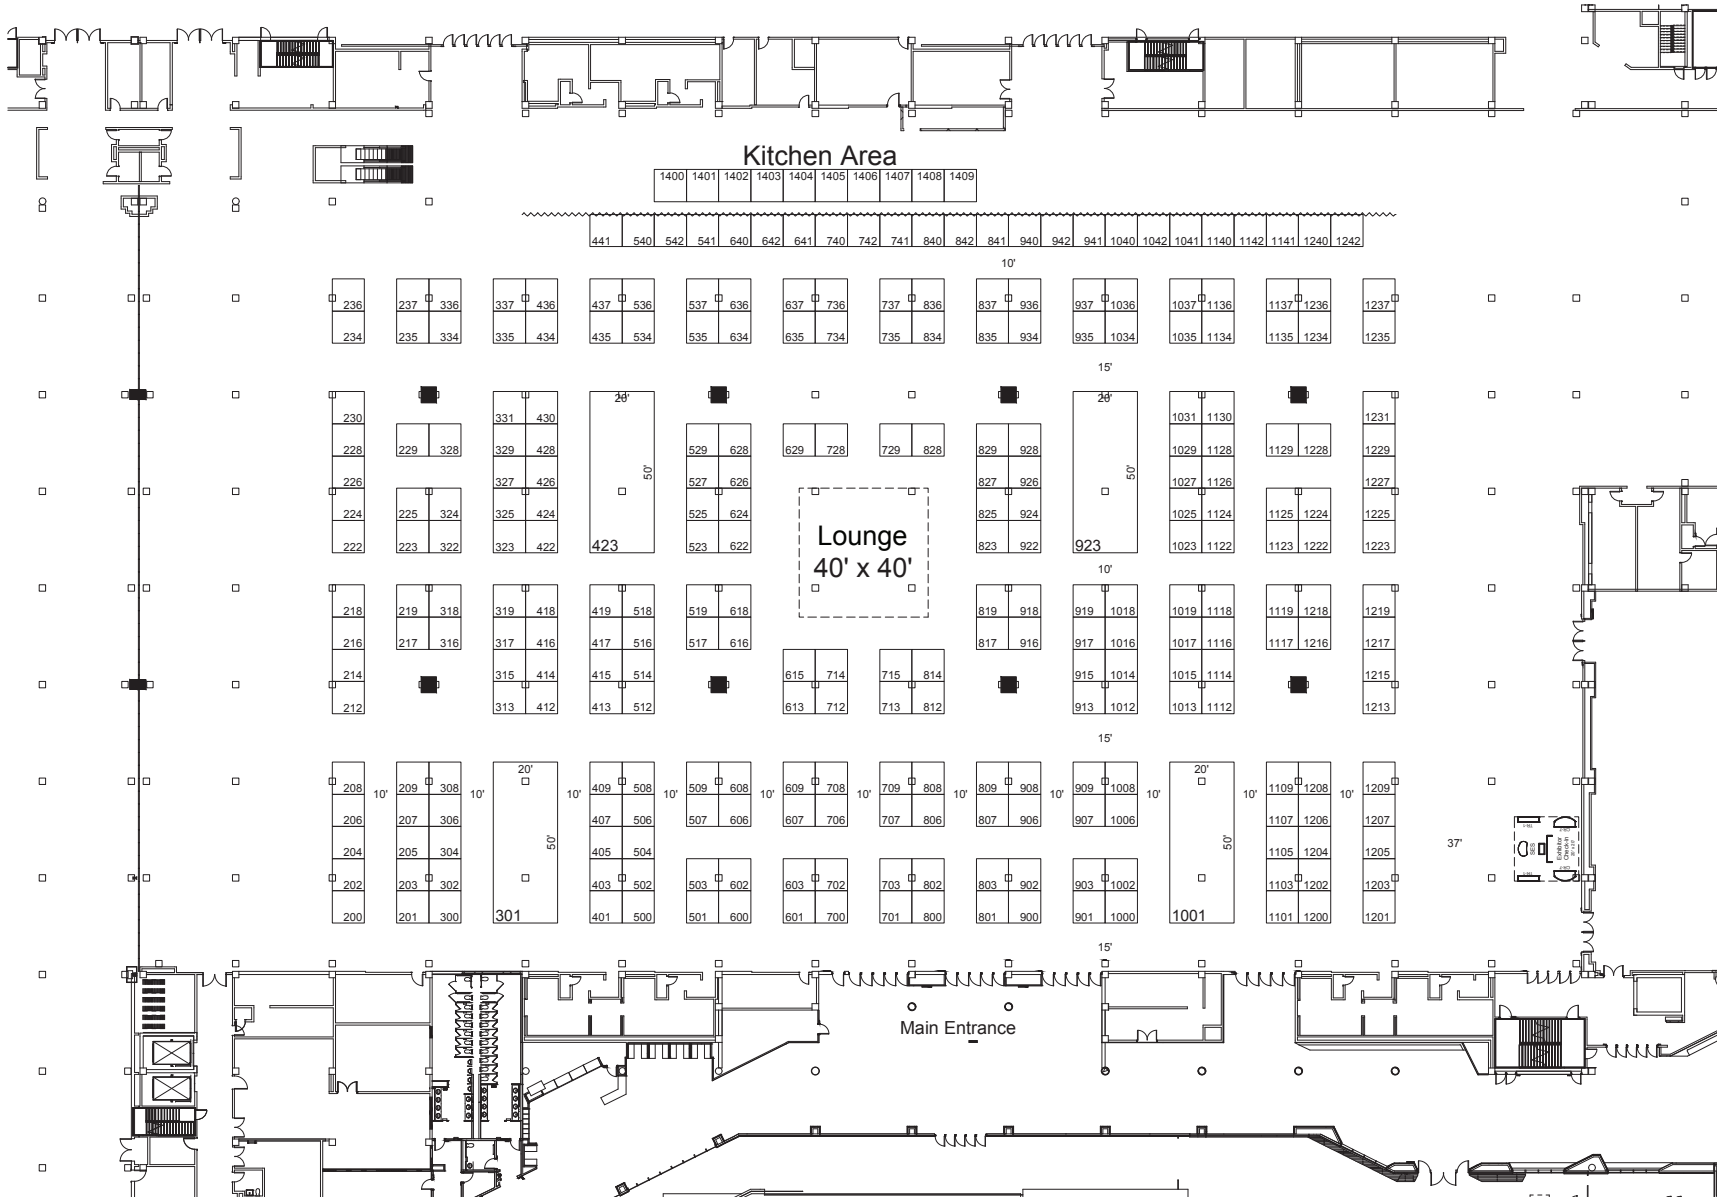 Kitchen Area
1400 1401 1402 1403 1404 1405 1406 1407 1408 1409
441 540 542 541 640 642 641 740 742 741 840 842 841 940 942 941 1040 1042 1041 1140 1142 1141 1240 1242
10'
236 237 336 337 436 437 536 537 636 637 736 737 836 837 936 937 1036 1037 1136 1137 1236 1237
234 235 334 335 434 435 534 535 634 635 734 735 834 835 934 935 1034 1035 1134 1135 1234 1235
15'
20' 20'
230 331 430 1031 1130 1231
228 229 328 329 428 529 628 629 728 729 828 829 928 1029 1128 1129 1228 1229
50' 50'
226 327 426 527 626 827 926 1027 1126 1227
224 225 324 325 424 525 624 825 924 1025 1124 1125 1224 1225
Lounge
222 223 322 323 422 423 523 622 823 922 923 1023 1122 1123 1222 1223
40' x 40'
10'
218 219 318 319 418 419 518 519 618 819 918 919 1018 1019 1118 1119 1218 1219
216 217 316 317 416 417 516 517 616 817 916 917 1016 1017 1116 1117 1216 1217
214 315 414 415 514 615 714 715 814 915 1014 1015 1114 1215
212 313 412 413 512 613 712 713 812 913 1012 1013 1112 1213
15'
20' 20'
208 209 308 409 508 509 608 609 708 709 808 809 908 909 1008 1109 1208 1209
10' 10' 10' 10' 10' 10' 10' 10' 10' 10' 10'
206 207 306 407 506 507 606 607 706 707 806 807 906 907 1006 1107 1206 1207
50' 50' 37'
204 205 304 405 504 1105 1204 1205
SES
Exhibitor
Check-In
202 203 302 403 502 503 602 603 702 703 802 803 902 903 1002 1103 1202 1203
200 201 300 301 401 500 501 600 601 700 701 800 801 900 901 1000 1001 1101 1200 1201
15'
Main Entrance